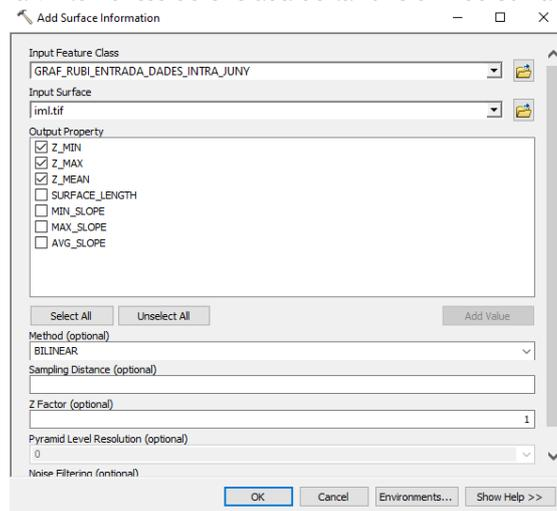 Add Surface Information
Input Feature Class
GRAF_RUBI_ENTRADA_DADES_INTRA_JUNY
Input Surface
iml.tif
Output Property
Z_MIN
Z_MAX
Z_MEAN
SURFACE_LENGTH
MIN_SLOPE
MAX_SLOPE
AVG_SLOPE
Select All Unselect All Add Value
Method (optional)
BILINEAR
Sampling Distance (optional)
Z Factor (optional)
1
Pyramid Level Resolution (optional)
0
Noise Filtering (optional)
OK Cancel Environments... Show Help >>